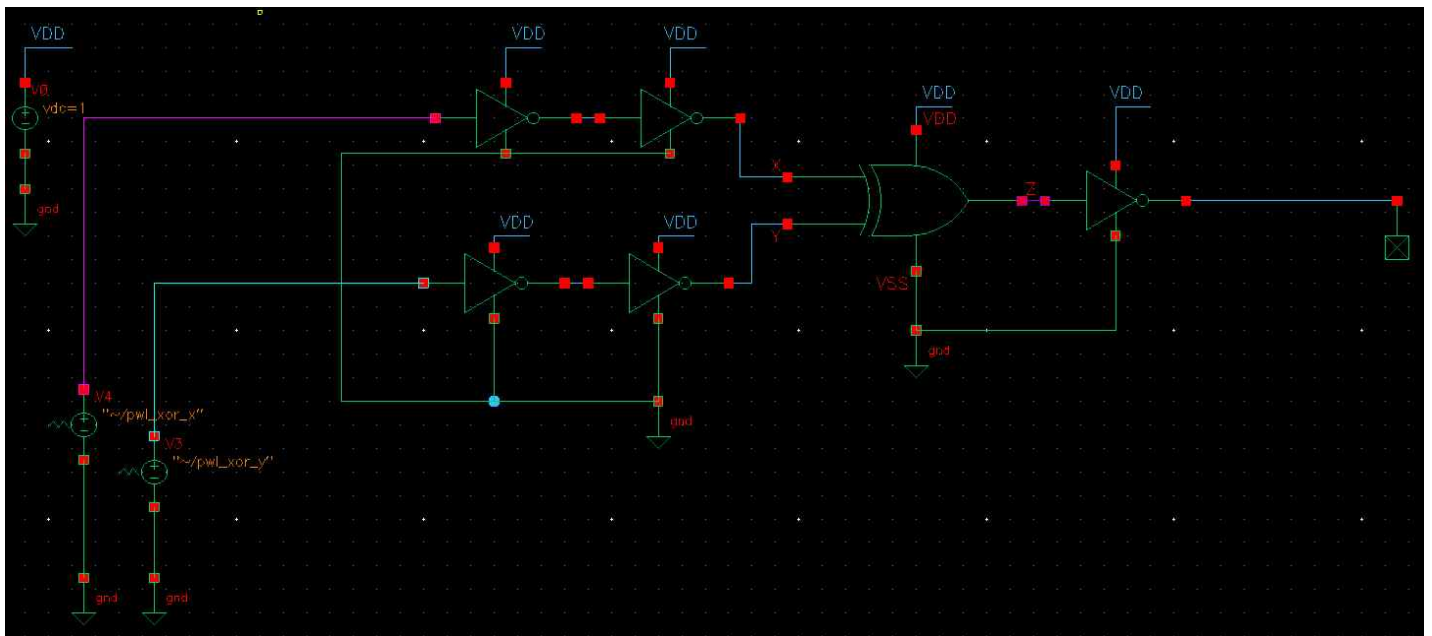 VDD
V0
vdc=1
gnd
VDD
VDD
VDD
VDD
X
Y
VDD
VDD
VSS
gnd
Z
VDD
gnd
V4
"~/pwl_xor_x"
V3
"~/pwl_xor_y"
gnd
gnd